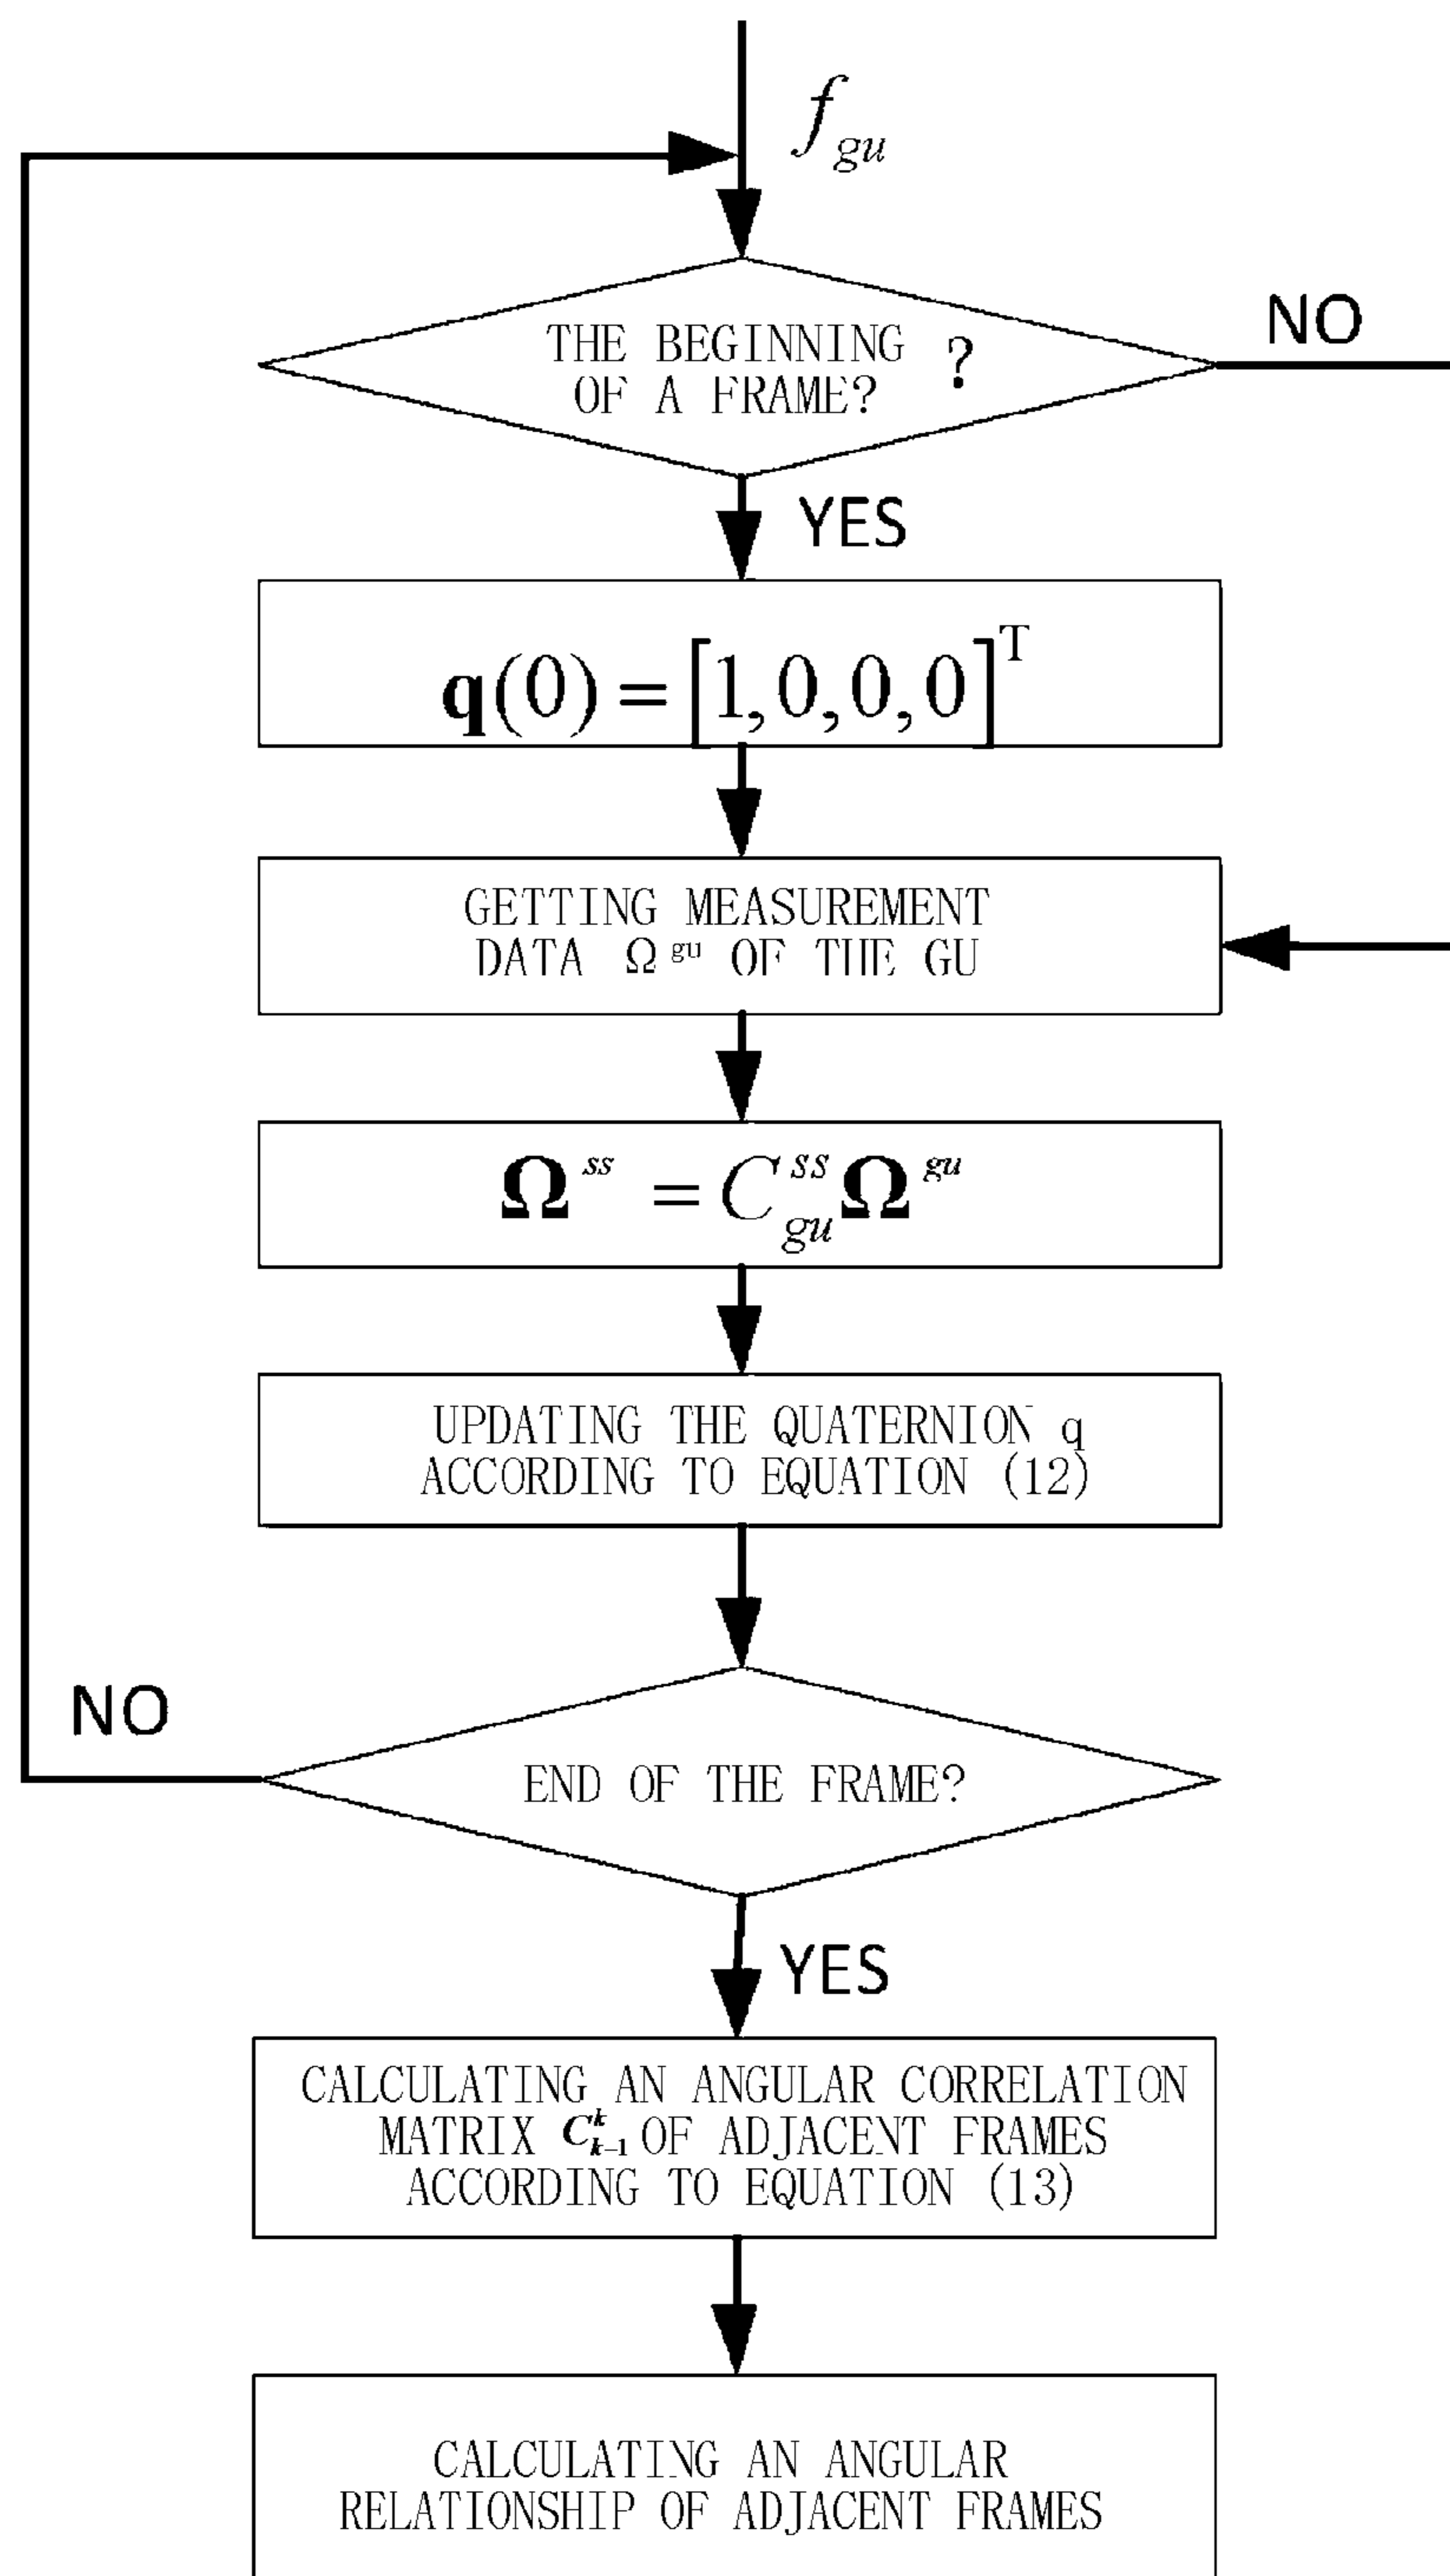 f_gu
THE BEGINNING
OF A FRAME? ?
NO
YES
q(0) = [1,0,0,0]^T
GETTING MEASUREMENT
DATA Ω^gu OF THE GU
Ω^ss = C_gu^ss Ω^gu
UPDATING THE QUATERNION q
ACCORDING TO EQUATION (12)
NO
END OF THE FRAME?
YES
CALCULATING AN ANGULAR CORRELATION
MATRIX C_k-1^k OF ADJACENT FRAMES
ACCORDING TO EQUATION (13)
CALCULATING AN ANGULAR
RELATIONSHIP OF ADJACENT FRAMES